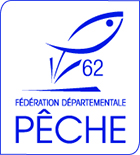 62
FÉDÉRATION DÉPARTEMENTALE
PÊCHE